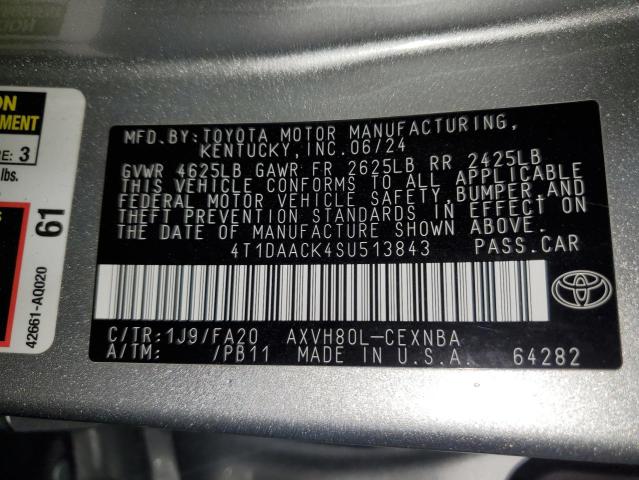 ON
EMENT
E: 3
lbs.
61
42661-AQ020
MFD.BY:TOYOTA MOTOR MANUFACTURING,
KENTUCKY,INC.06/24
GVWR 4625LB GAWR FR 2625LB RR 2425LB
THIS VEHICLE CONFORMS TO ALL APPLICABLE
FEDERAL MOTOR VEHICLE SAFETY,BUMPER,AND
THEFT PREVENTION STANDARDS IN EFFECT ON
THE DATE OF MANUFACTURE SHOWN ABOVE.
4T1DAACK4SU513843 PASS.CAR
C/TR:1J9/FA20 AXVH80L-CEXNBA
A/TM: /PB11 MADE IN U.S.A. 64282